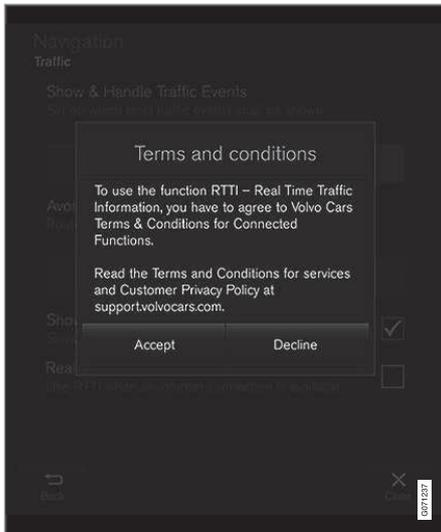 Navigation
Traffic
Show & Handle Traffic Events
Terms and conditions
To use the function RTTI – Real Time Traffic
Information, you have to agree to Volvo Cars
Terms & Conditions for Connected
Functions.
Read the Terms and Conditions for services
and Customer Privacy Policy at
support.volvocars.com.
Accept
Decline
Back
Close
G071237